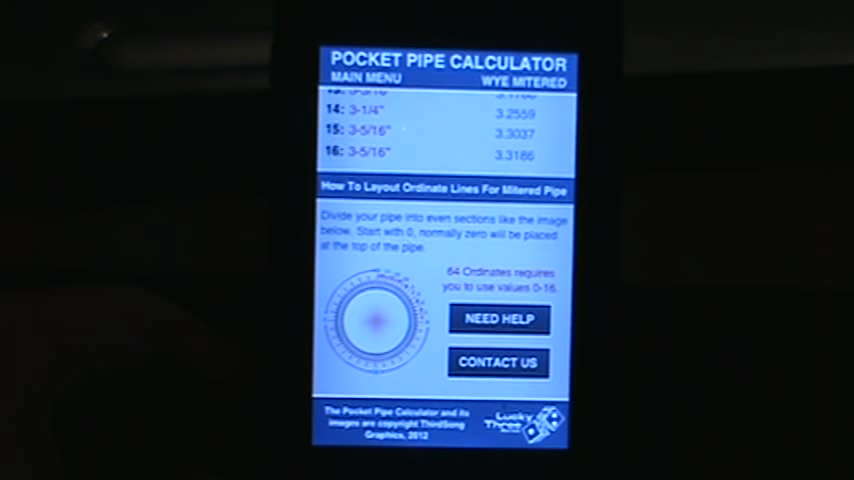 POCKET PIPE CALCULATOR
MAIN MENU WYE MITERED
14: 3-1/4" 3.2559
15: 3-5/16" 3.3037
16: 3-5/16" 3.3186
How To Layout Ordinate Lines For Mitered Pipe
Divide your pipe into even sections like the image
below. Start with 0, normally zero will be placed
at the top of the pipe.
64 Ordinates requires
you to use values 0-16.
NEED HELP
CONTACT US
The Pocket Pipe Calculator and its
images are copyright ThirdSong
Graphics, 2012
Lucky
Three